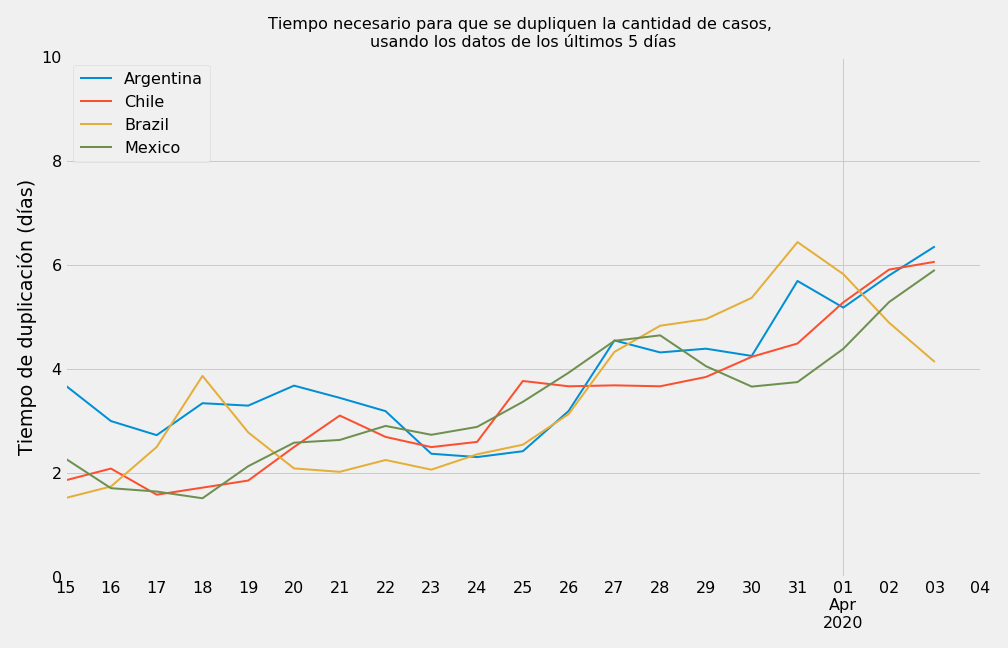 Tiempo necesario para que se dupliquen la cantidad de casos,
usando los datos de los últimos 5 días
10
Argentina
Chile
Brazil
Mexico
8
6
4
2
0
Tiempo de duplicación (días)
15 16 17 18 19 20 21 22 23 24 25 26 27 28 29 30 31 01 02 03 04
Apr
2020